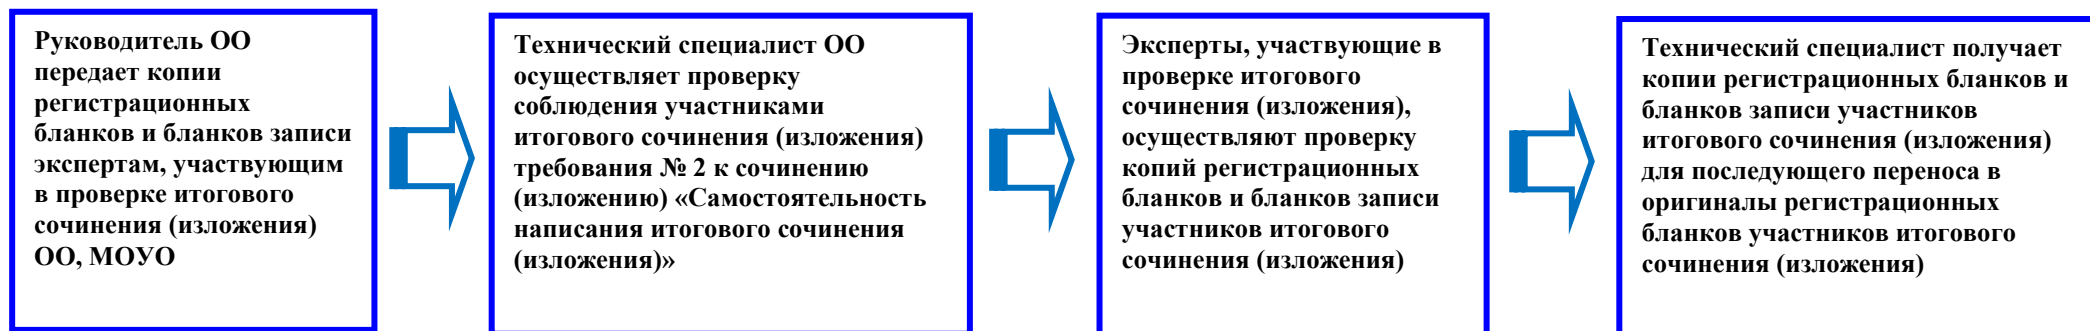 Руководитель ОО
передает копии
регистрационных
бланков и бланков записи
экспертам, участвующим
в проверке итогового
сочинения (изложения)
ОО, МОУО
Технический специалист ОО
осуществляет проверку
соблюдения участниками
итогового сочинения (изложения)
требования № 2 к сочинению
(изложению) «Самостоятельность
написания итогового сочинения
(изложения)»
Эксперты, участвующие в
проверке итогового
сочинения (изложения),
осуществляют проверку
копий регистрационных
бланков и бланков записи
участников итогового
сочинения (изложения)
Технический специалист получает
копии регистрационных бланков и
бланков записи участников
итогового сочинения (изложения)
для последующего переноса в
оригиналы регистрационных
бланков участников итогового
сочинения (изложения)